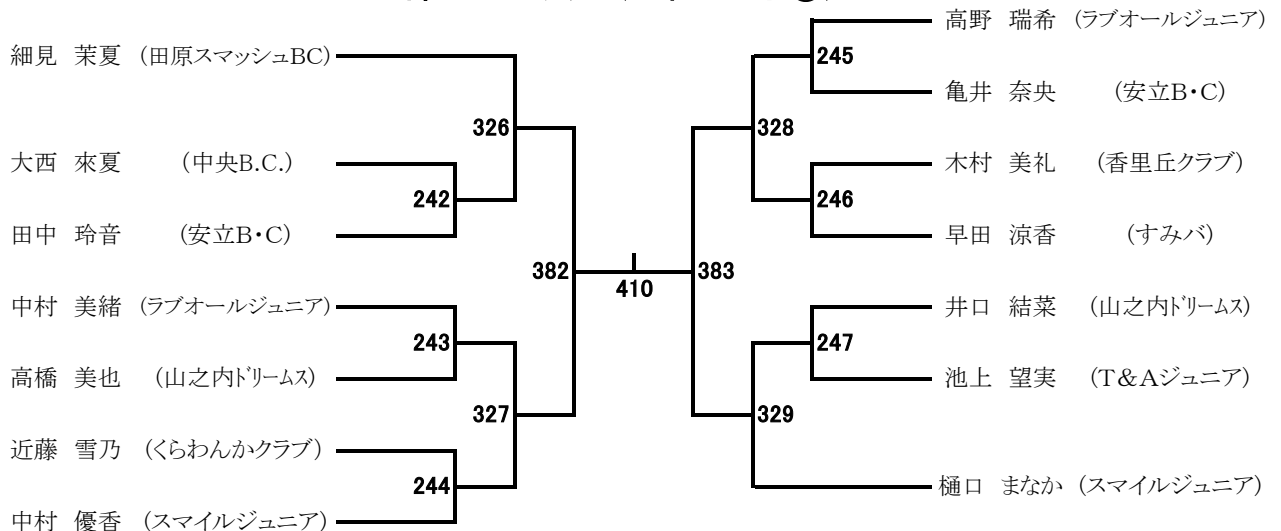 細見 茉夏 (田原スマッシュBC)
326
大西 來夏 (中央B.C.)
242
田中 玲音 (安立B・C)
382
中村 美緒 (ラブオールジュニア)
243
高橋 美也 (山之内ドリームス)
327
近藤 雪乃 (くらわんかクラブ)
244
中村 優香 (スマイルジュニア)
410
高野 瑞希 (ラブオールジュニア)
245
亀井 奈央 (安立B・C)
328
木村 美礼 (香里丘クラブ)
246
早田 涼香 (すみバ)
383
井口 結菜 (山之内ドリームス)
247
池上 望実 (T&Aジュニア)
329
樋口 まなか (スマイルジュニア)